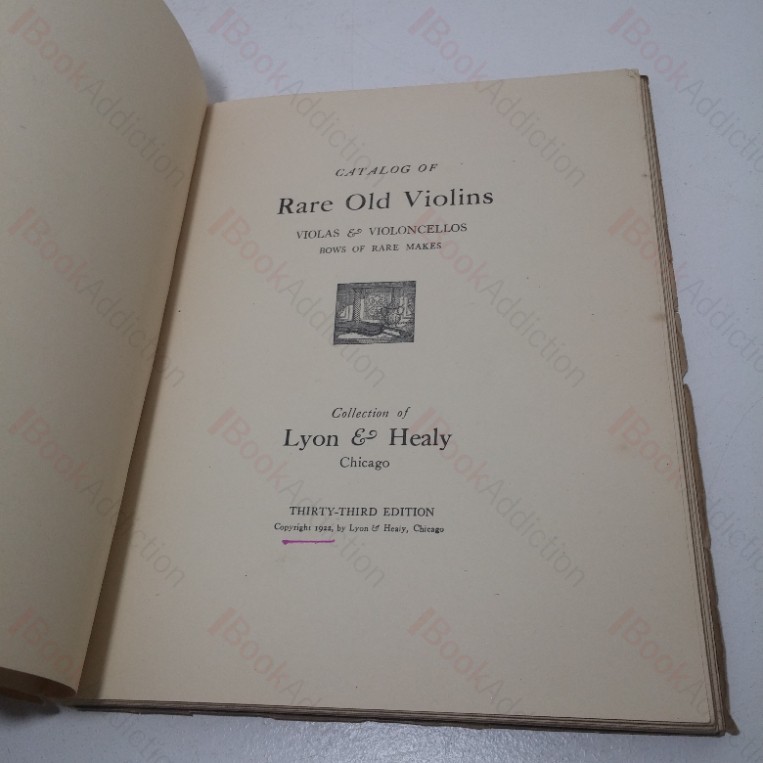 CATALOG OF
Rare Old Violins
VIOLAS & VIOLONCELLOS
BOWS OF RARE MAKES
Collection of
Lyon & Healy
Chicago
THIRTY-THIRD EDITION
Copyright 1922, by Lyon & Healy, Chicago
BookAddiction